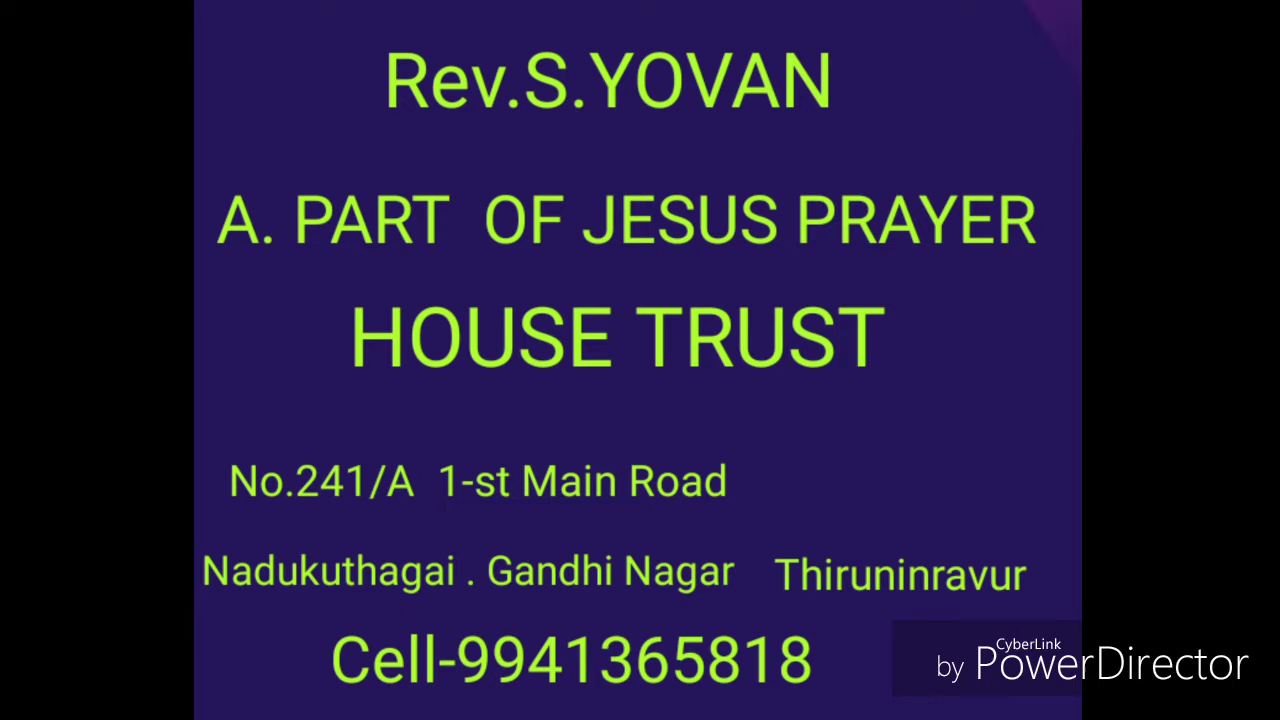 Rev.S.YOVAN
A. PART OF JESUS PRAYER
HOUSE TRUST
No.241/A 1-st Main Road
Nadukuthagai . Gandhi Nagar Thiruninravur
Cell-9941365818
CyberLink
by PowerDirector